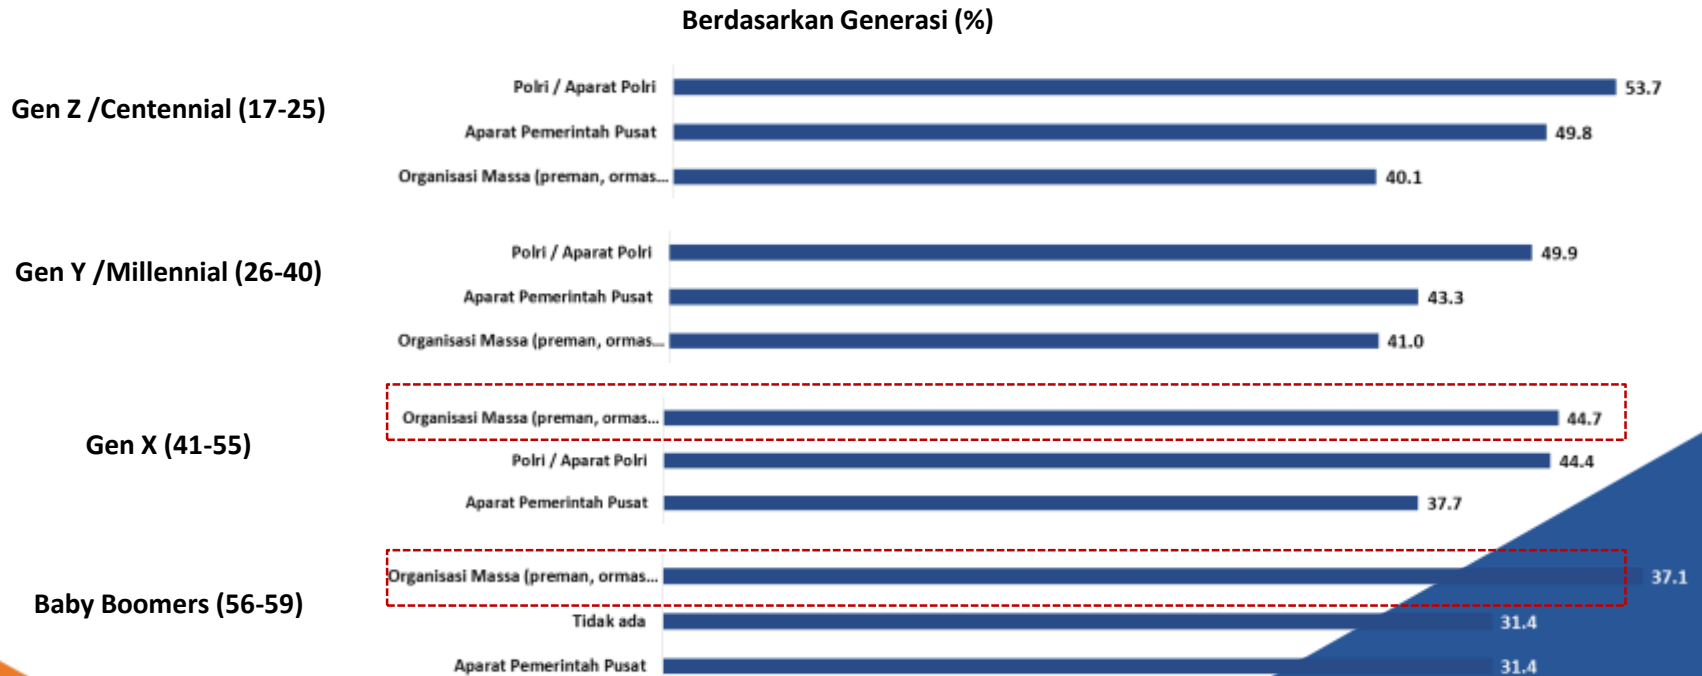 Berdasarkan Generasi (%)
Gen Z /Centennial (17-25)
Polri / Aparat Polri 53.7
Aparat Pemerintah Pusat 49.8
Organisasi Massa (preman, ormas... 40.1
Gen Y /Millennial (26-40)
Polri / Aparat Polri 49.9
Aparat Pemerintah Pusat 43.3
Organisasi Massa (preman, ormas... 41.0
Gen X (41-55)
Organisasi Massa (preman, ormas... 44.7
Polri / Aparat Polri 44.4
Aparat Pemerintah Pusat 37.7
Baby Boomers (56-59)
Organisasi Massa (preman, ormas... 37.1
Tidak ada 31.4
Aparat Pemerintah Pusat 31.4